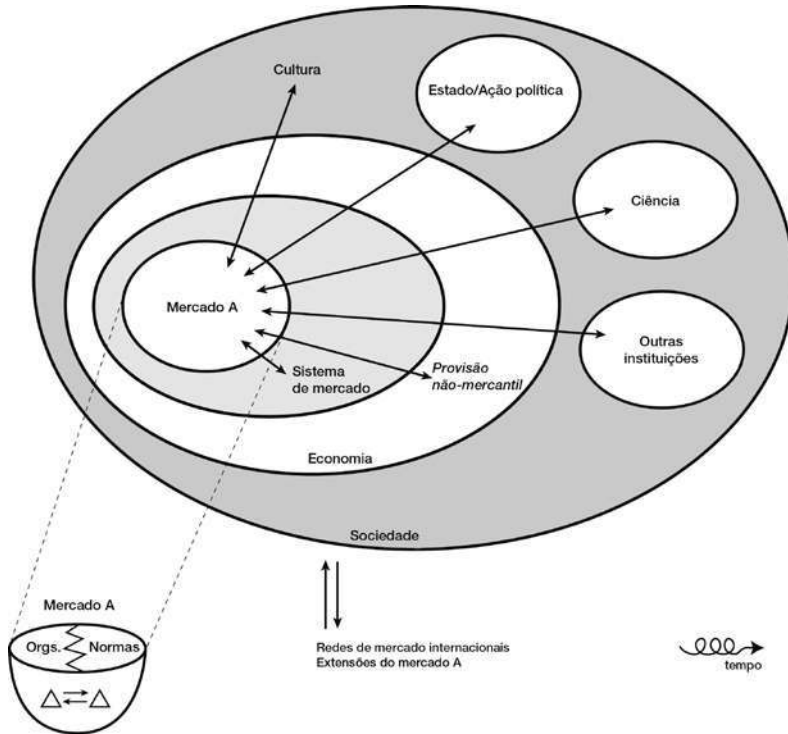 Cultura
Estado/Ação política
Ciência
Mercado A
Outras
instituições
Sistema
de mercado
Provisão
não-mercantil
Economia
Sociedade
Mercado A
Orgs.
Normas
Redes de mercado internacionais
Extensões do mercado A
tempo